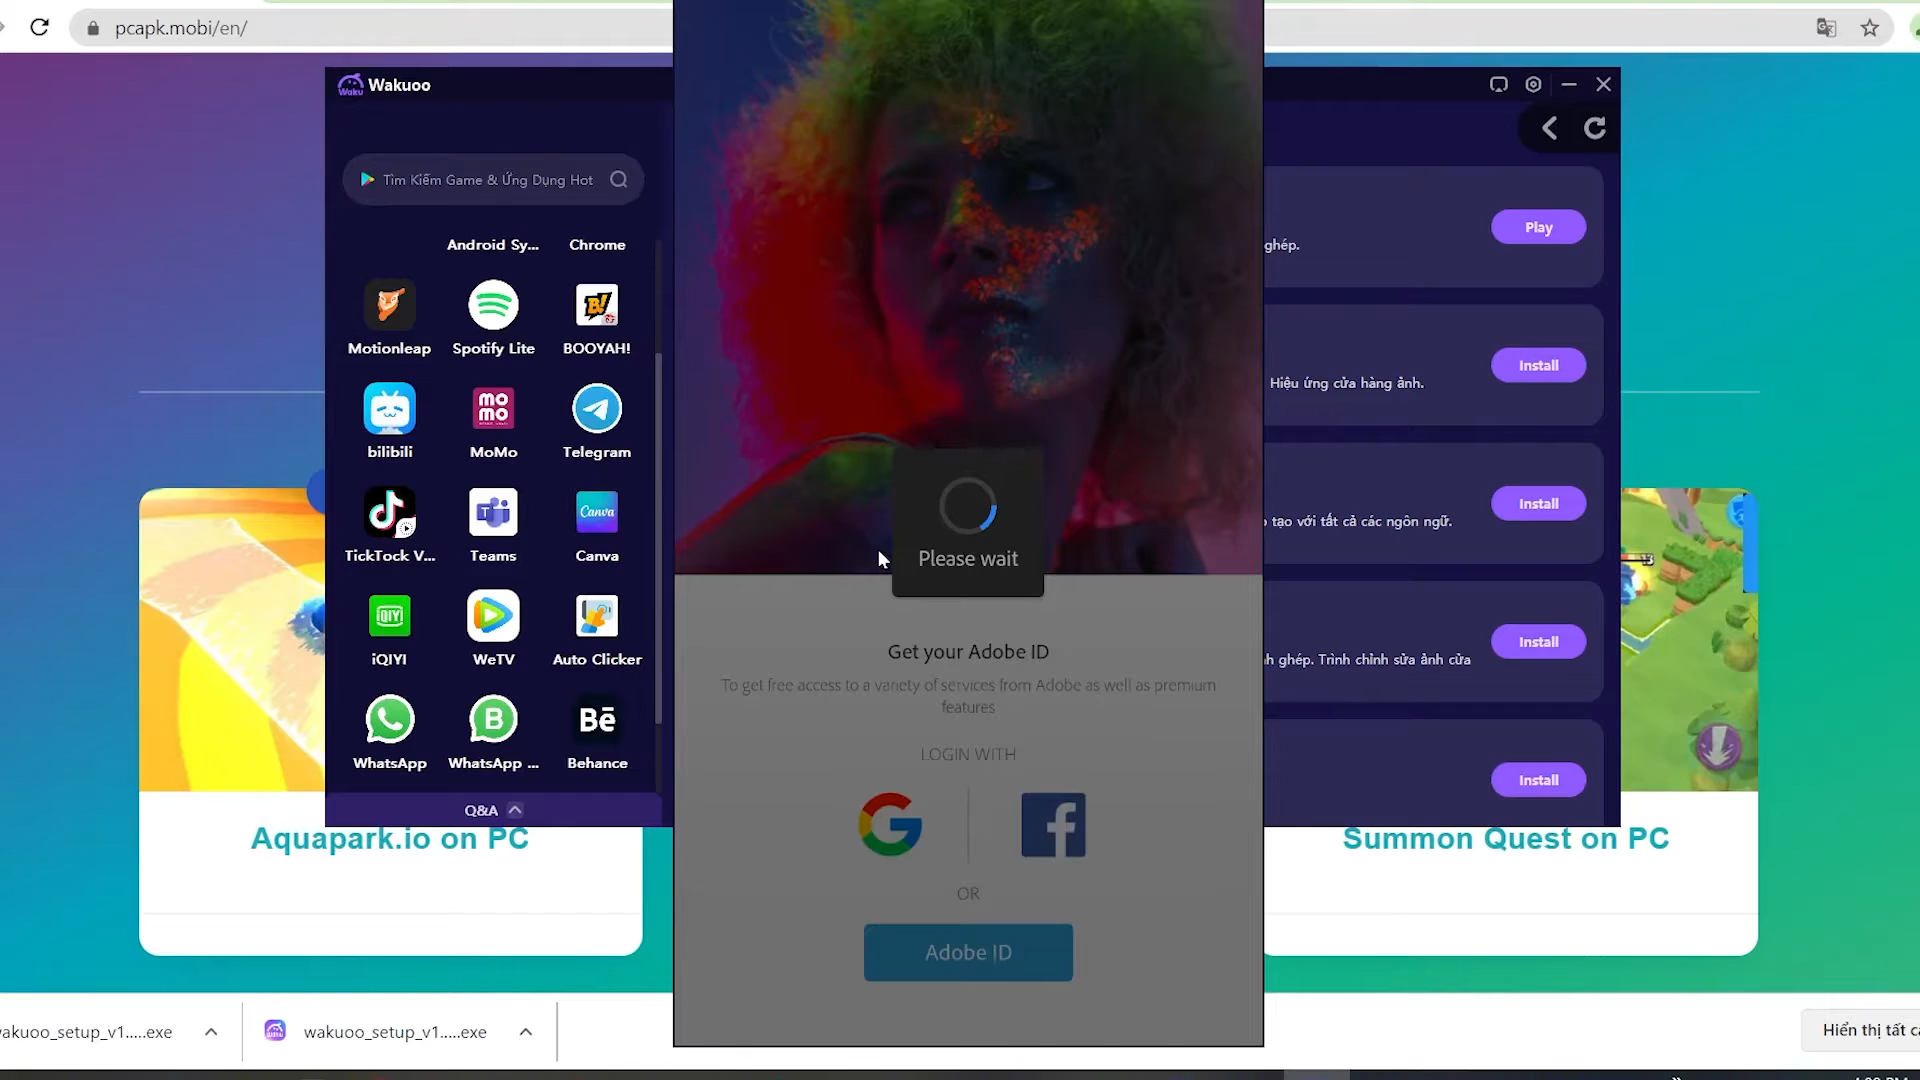 pcapk.mobi/en/
Wakuoo
Tìm Kiếm Game & Ứng Dụng Hot
Android Sy...
Chrome
Motionleap
Spotify Lite
BOOYAH!
bilibili
MoMo
Telegram
TickTock V...
Teams
Canva
iQIYI
WeTV
Auto Clicker
WhatsApp
WhatsApp ...
Behance
Q&A
Please wait
Get your Adobe ID
To get free access to a variety of services from Adobe as well as premium
features
LOGIN WITH
OR
Adobe ID
Play
ghép.
Install
Hiệu ứng cửa hàng ảnh.
Install
tạo với tất cả các ngôn ngữ.
Install
ghép. Trình chỉnh sửa ảnh cửa
Install
Aquapark.io on PC
Summon Quest on PC
akuoo_setup_v1.....exe
wakuoo_setup_v1.....exe
Hiển thị tất cả